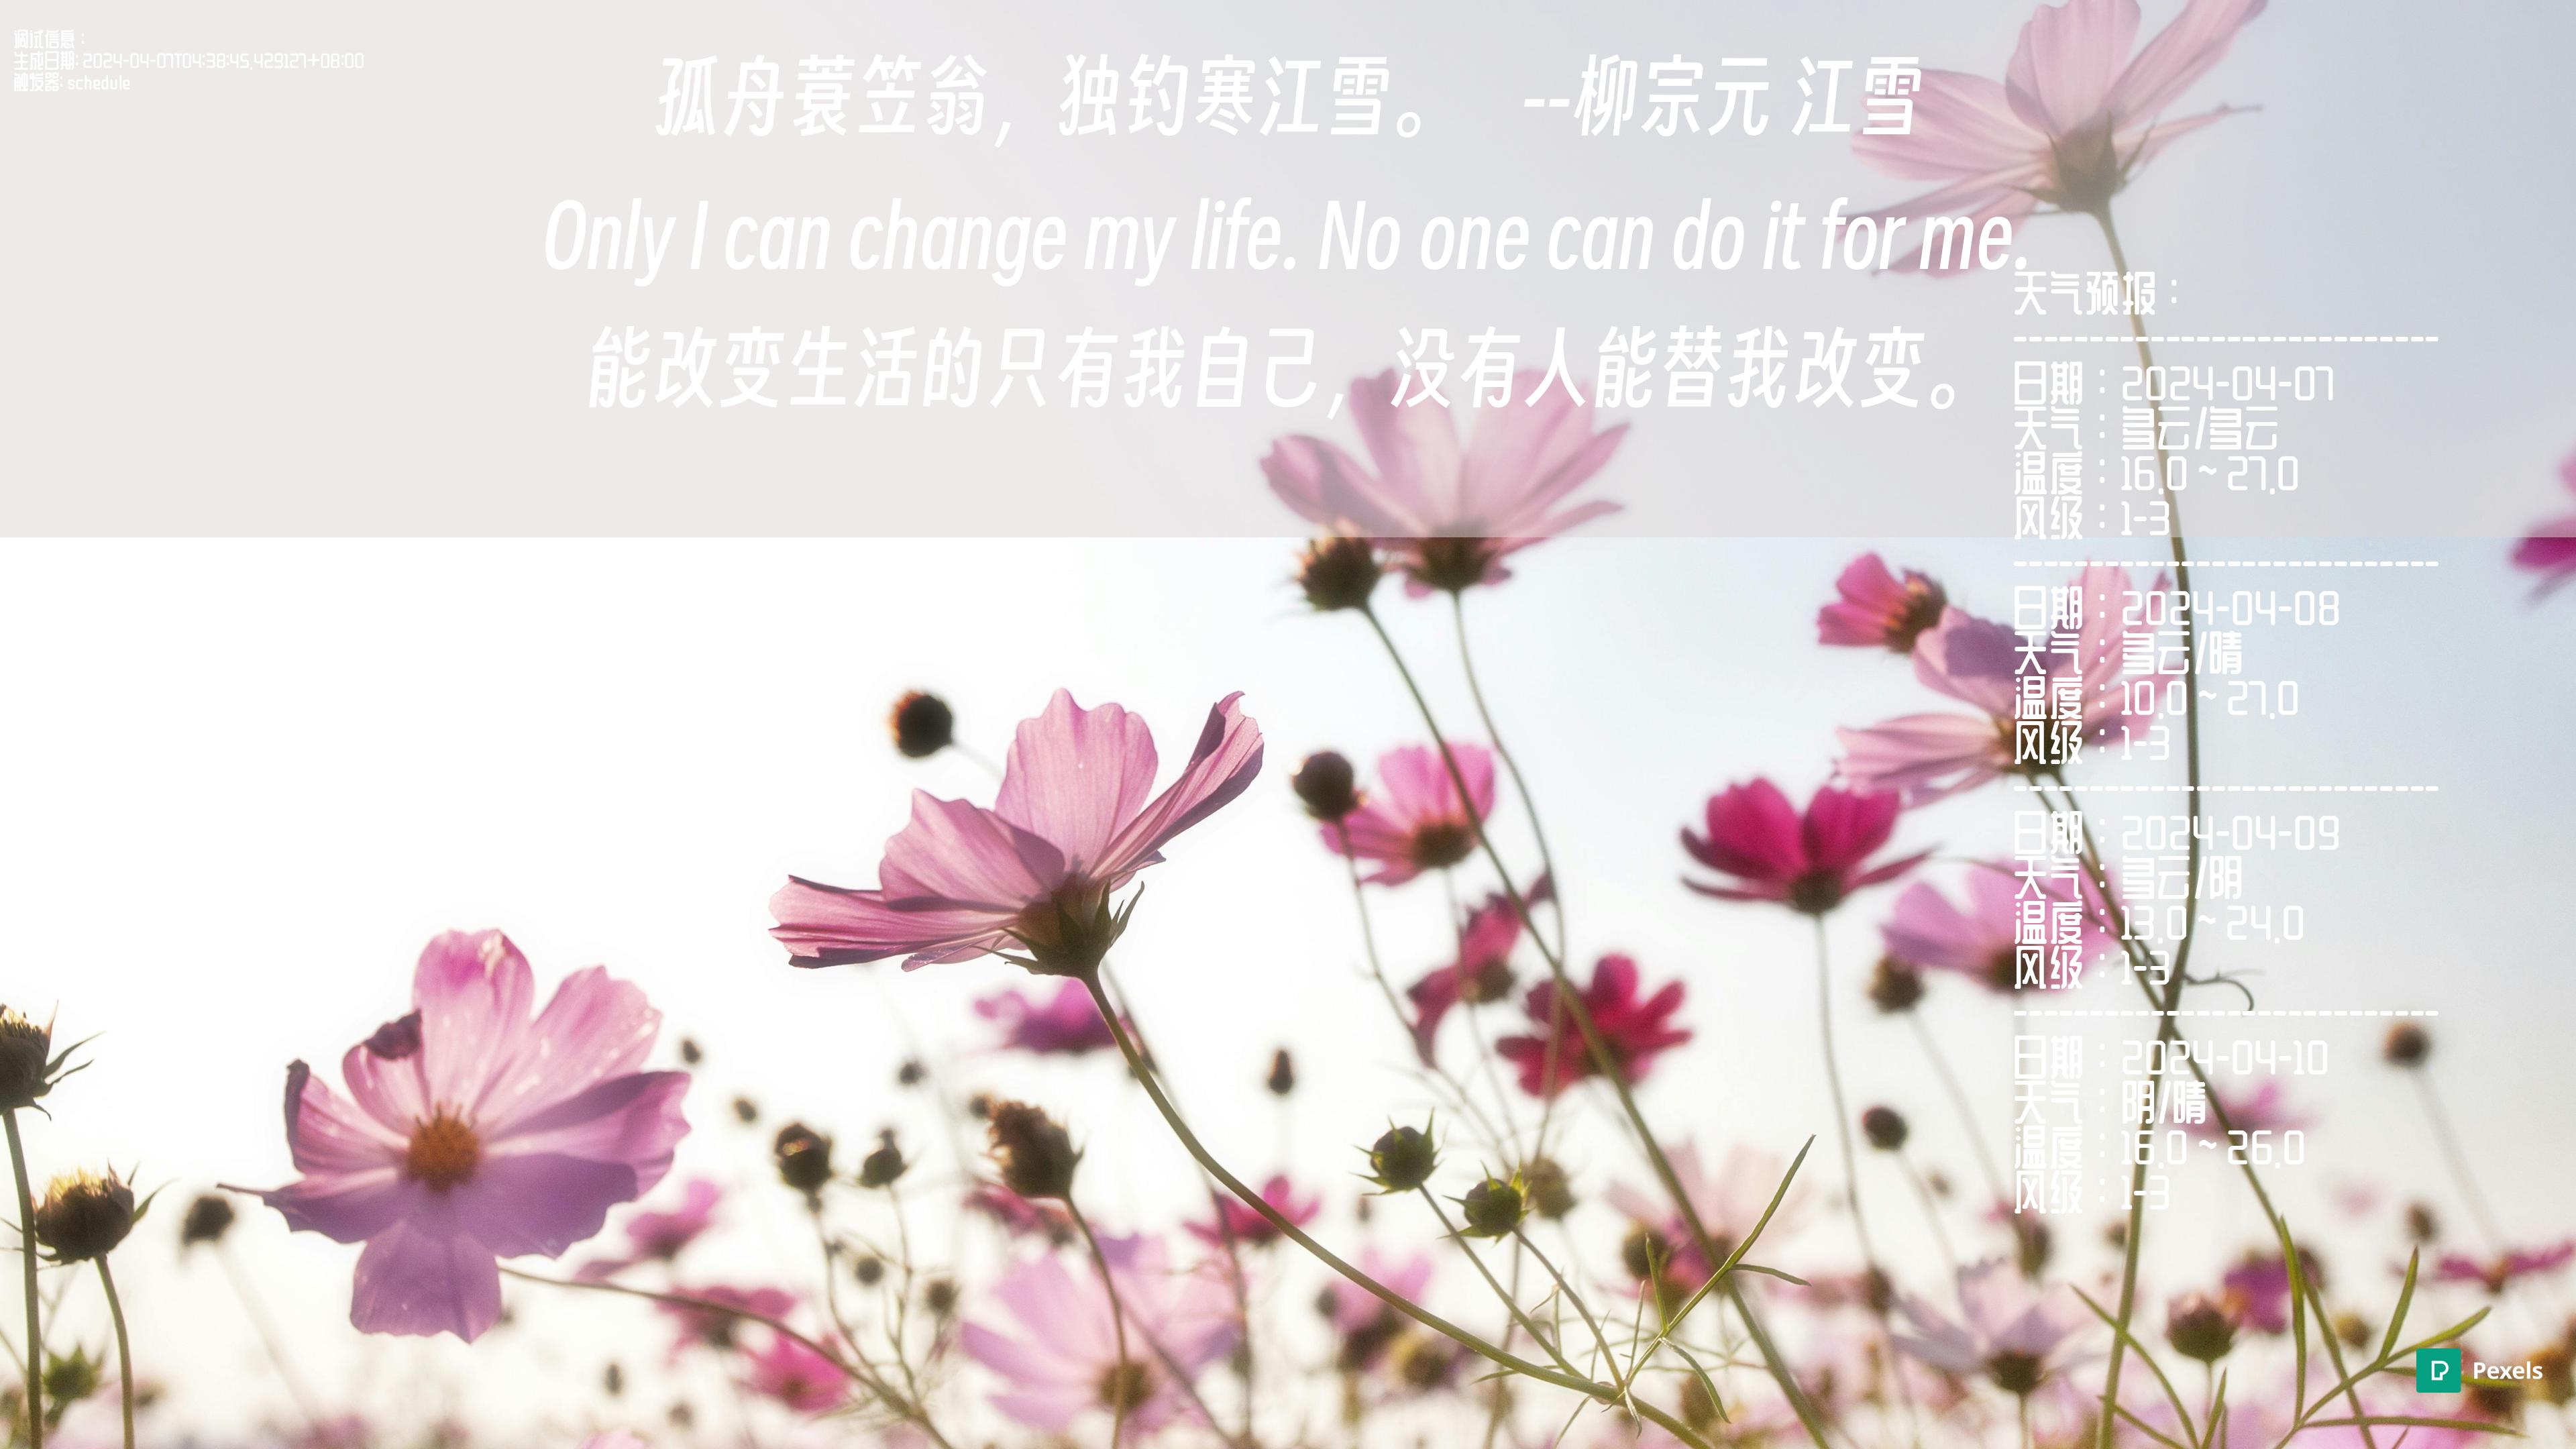 调试信息：
生成日期: 2024-04-07T04:38:45.429127+08:00
触发器: schedule
孤舟蓑笠翁，独钓寒江雪。 --柳宗元 江雪
Only I can change my life. No one can do it for me.
能改变生活的只有我自己，没有人能替我改变。
天气预报：
------------------------------
日期：2024-04-07
天气：多云/多云
温度：16.0 ~ 27.0
风级：1-3
------------------------------
日期：2024-04-08
天气：多云/晴
温度：10.0 ~ 27.0
风级：1-3
------------------------------
日期：2024-04-09
天气：多云/阴
温度：13.0 ~ 24.0
风级：1-3
------------------------------
日期：2024-04-10
天气：阴/晴
温度：16.0 ~ 26.0
风级：1-3
Pexels